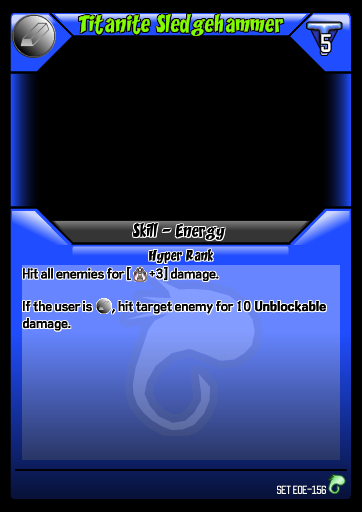 Titanite Sledgehammer
5
Skill - Energy
Hyper Rank
Hit all enemies for [ +3] damage.
If the user is , hit target enemy for 10 Unblockable
damage.
SET EOE-156